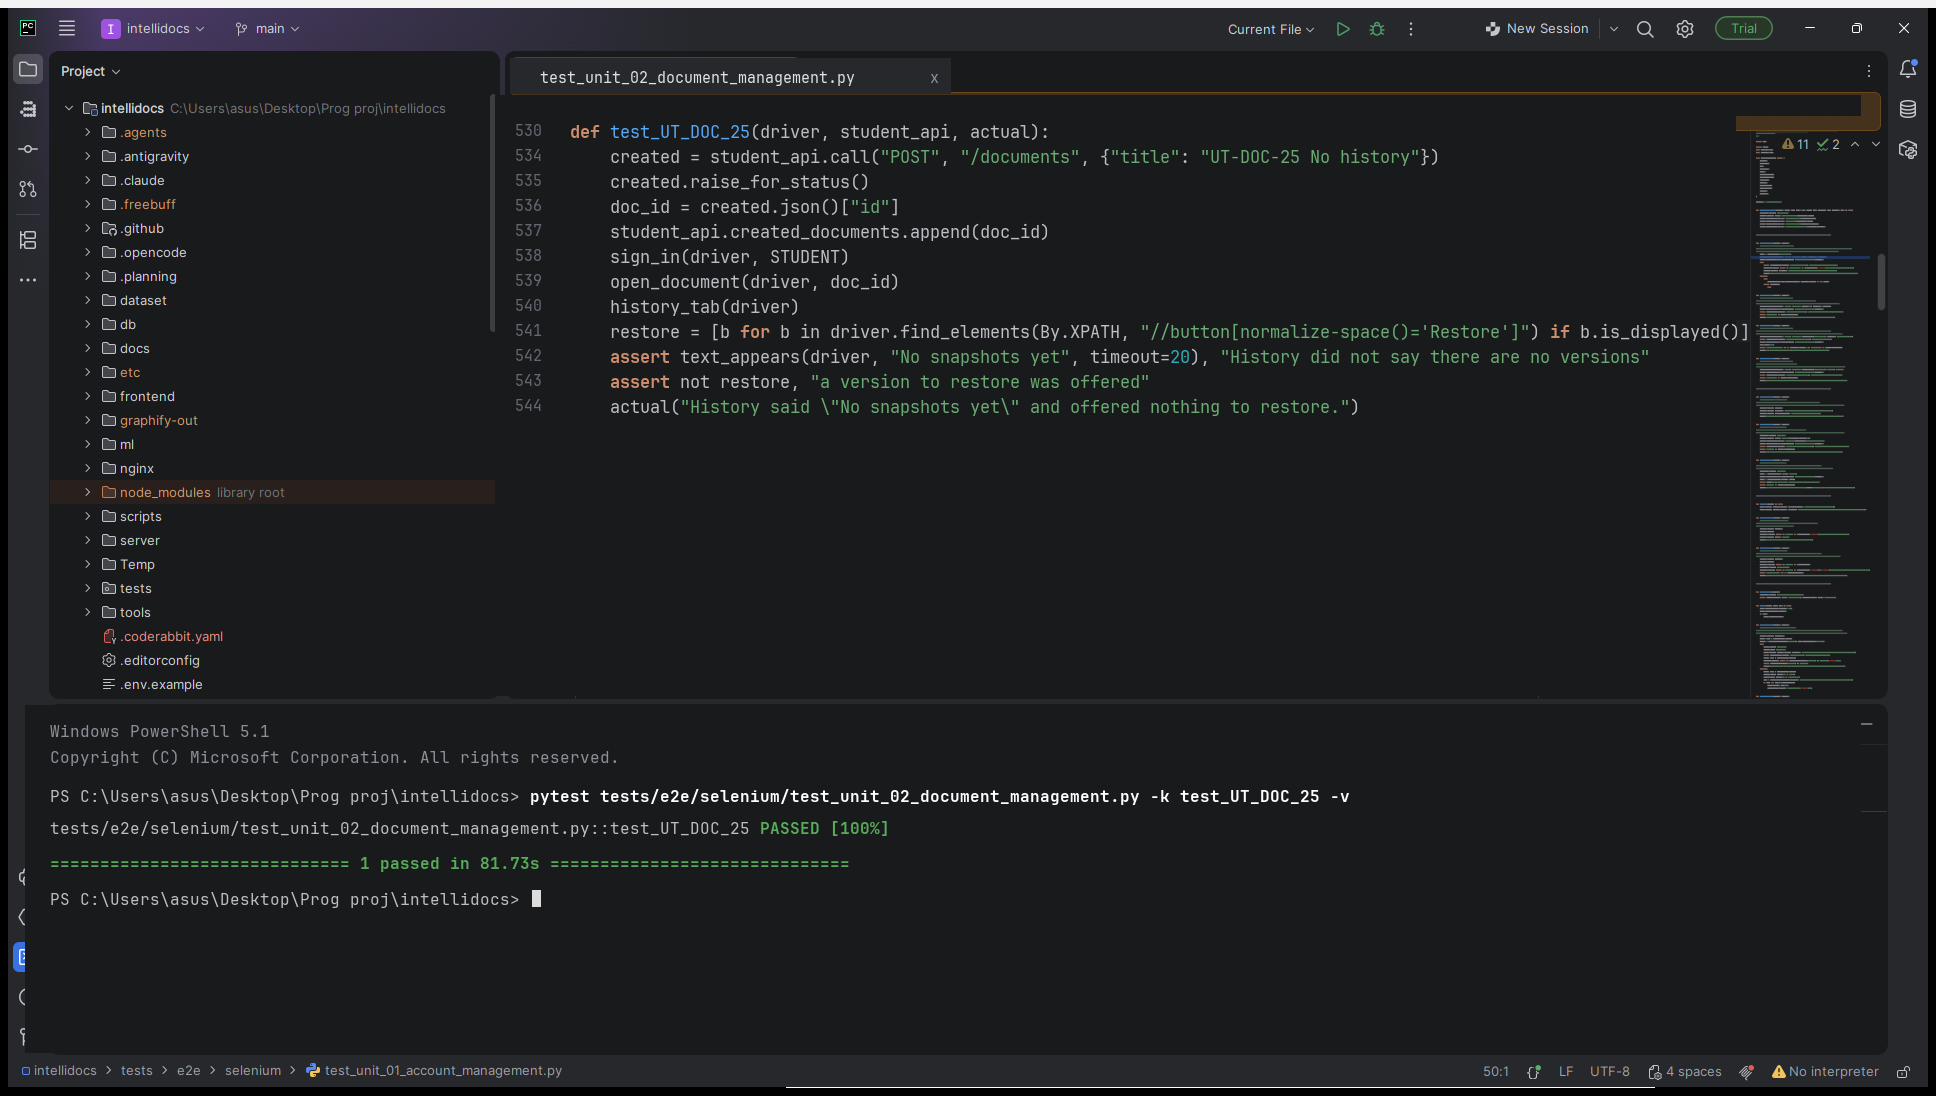 PC
I intellidocs
main
Current File
New Session
Trial
Project
test_unit_02_document_management.py x
intellidocs C:\Users\asus\Desktop\Prog proj\intellidocs
.agents
.antigravity
.claude
.freebuff
.github
.opencode
.planning
dataset
db
docs
etc
frontend
graphify-out
ml
nginx
node_modules library root
scripts
server
Temp
tests
tools
.coderabbit.yaml
.editorconfig
.env.example
11 2
530 def test_UT_DOC_25(driver, student_api, actual):
534 created = student_api.call("POST", "/documents", {"title": "UT-DOC-25 No history"})
535 created.raise_for_status()
536 doc_id = created.json()["id"]
537 student_api.created_documents.append(doc_id)
538 sign_in(driver, STUDENT)
539 open_document(driver, doc_id)
540 history_tab(driver)
541 restore = [b for b in driver.find_elements(By.XPATH, "//button[normalize-space()='Restore']") if b.is_displayed()]
542 assert text_appears(driver, "No snapshots yet", timeout=20), "History did not say there are no versions"
543 assert not restore, "a version to restore was offered"
544 actual("History said \"No snapshots yet\" and offered nothing to restore.")
Windows PowerShell 5.1
Copyright (C) Microsoft Corporation. All rights reserved.
PS C:\Users\asus\Desktop\Prog proj\intellidocs> pytest tests/e2e/selenium/test_unit_02_document_management.py -k test_UT_DOC_25 -v
tests/e2e/selenium/test_unit_02_document_management.py::test_UT_DOC_25 PASSED [100%]
============================== 1 passed in 81.73s ==============================
PS C:\Users\asus\Desktop\Prog proj\intellidocs>
intellidocs > tests > e2e > selenium > test_unit_01_account_management.py
50:1 LF UTF-8 4 spaces No interpreter